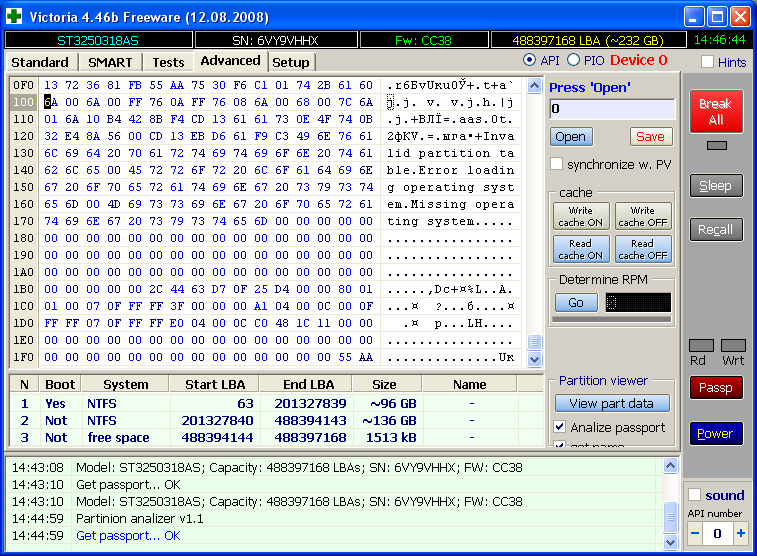 Victoria 4.46b Freeware (12.08.2008)
ST3250318AS SN: 6VY9VHHX Fw: CC38 488397168 LBA (~232 GB) 14:46:44
Standard SMART Tests Advanced Setup API PIO Device 0 Hints
0F0 13 72 36 81 FB 55 AA 75 30 F6 C1 01 74 2B 61 60 .r6БvUкu0Ў+.t+a`
100 6A 00 6A 00 FF 76 0A FF 76 08 6A 00 68 00 7C 6A j.j. v. v.j.h.|j
110 01 6A 10 B4 42 8B F4 CD 13 61 61 73 0E 4F 74 0B .j.+BЛЇ=.aas.Ot.
120 32 E4 8A 56 00 CD 13 EB D6 61 F9 C3 49 6E 76 61 2фКV.=.ыра•+Inva
130 6C 69 64 20 70 61 72 74 69 74 69 6F 6E 20 74 61 lid partition ta
140 62 6C 65 00 45 72 72 6F 72 20 6C 6F 61 64 69 6E ble.Error loadin
150 67 20 6F 70 65 72 61 74 69 6E 67 20 73 79 73 74 g operating syst
160 65 6D 00 4D 69 73 73 69 6E 67 20 6F 70 65 72 61 em.Missing opera
170 74 69 6E 67 20 73 79 73 74 65 6D 00 00 00 00 00 ting system.....
180 00 00 00 00 00 00 00 00 00 00 00 00 00 00 00 00 ................
190 00 00 00 00 00 00 00 00 00 00 00 00 00 00 00 00 ................
1A0 00 00 00 00 00 00 00 00 00 00 00 00 00 00 00 00 ................
1B0 00 00 00 00 00 2C 44 63 D7 0F 25 D4 00 00 80 01 .....,Dc+¤%L..А.
1C0 01 00 07 0F FF FF 3F 00 00 00 A1 04 00 0C 00 0F ....¤ ?...б....¤
1D0 FF FF 07 0F FF FF E0 04 00 0C C0 48 1C 11 00 00 ..¤ р...LH....
1E0 00 00 00 00 00 00 00 00 00 00 00 00 00 00 00 00 ................
1F0 00 00 00 00 00 00 00 00 00 00 00 00 00 00 55 AA ..............Uк
Press 'Open'
0
Open Save
synchronize w. PV
cache
Write cache ON Write cache OFF
Read cache ON Read cache OFF
Determine RPM
Go
Partition viewer
View part data
Analize passport
get name
Break All
Sleep
Recall
Rd Wrt
Passp
Power
sound
API number
− 0 +
N Boot System Start LBA End LBA Size Name
1 Yes NTFS 63 201327839 ~96 GB -
2 Not NTFS 201327840 488394143 ~136 GB -
3 Not free space 488394144 488397168 1513 kB -
14:43:08 Model: ST3250318AS; Capacity: 488397168 LBAs; SN: 6VY9VHHX; FW: CC38
14:43:10 Get passport... OK
14:43:10 Model: ST3250318AS; Capacity: 488397168 LBAs; SN: 6VY9VHHX; FW: CC38
14:44:59 Partinion analizer v1.1
14:44:59 Get passport... OK